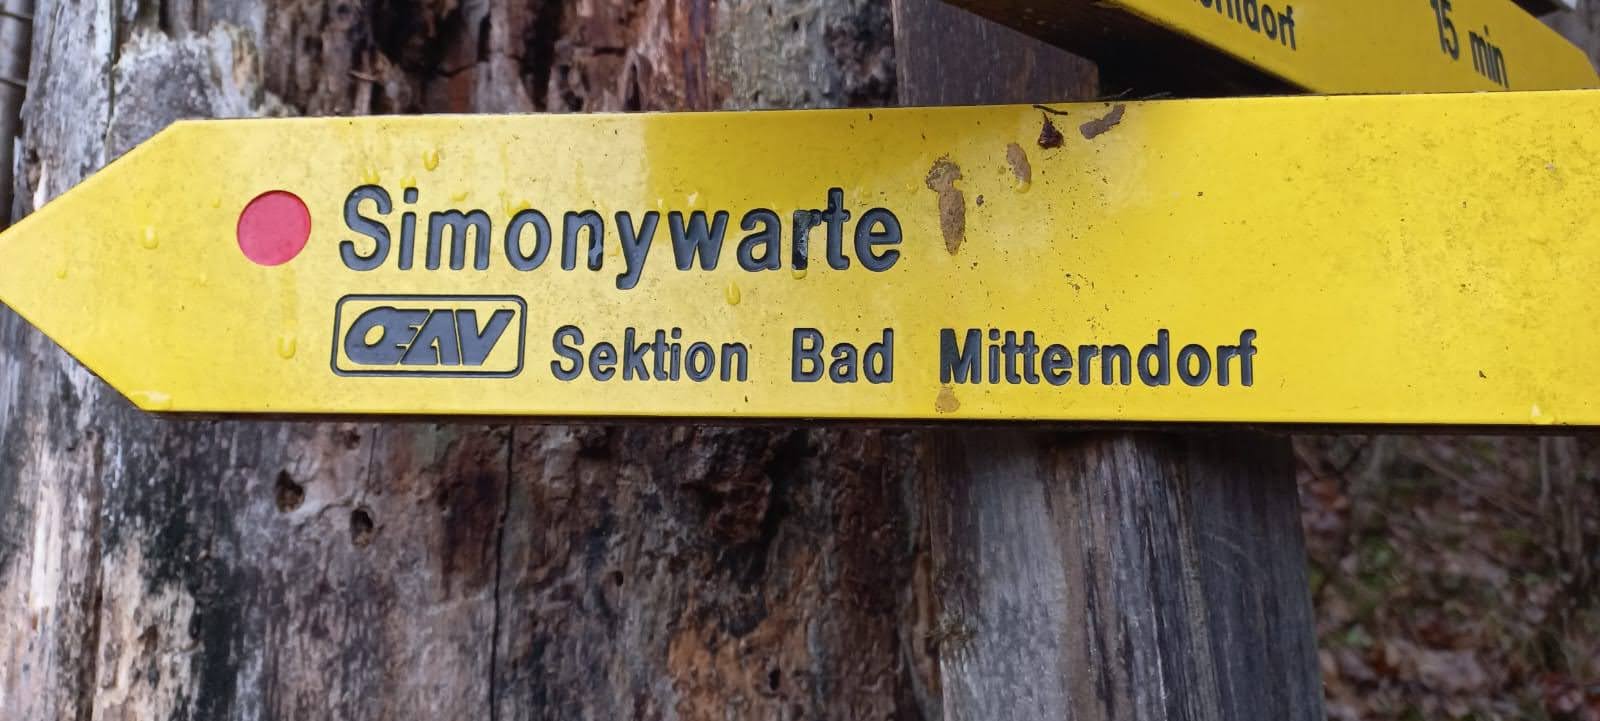 15 min
Simonywarte
OEAV Sektion Bad Mitterndorf